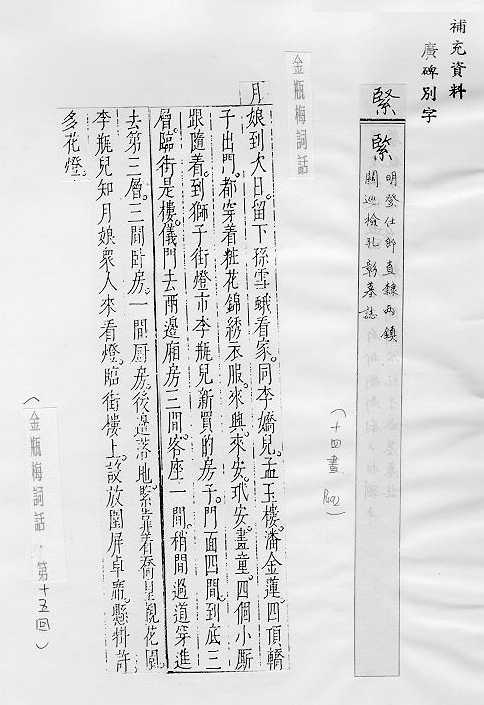 補充資料
廣碑別字
緊
緊
明登仕郎直隸兩鎮
關巡檢孔彰墓誌
(十四畫
金瓶梅詞話
月娘到次日留下孫雪蛾看家同李嬌兒孟玉樓潘金蓮四頂轎
子出門都穿着粧花錦綉衣服來興來安玳安畫童四個小厮
跟隨着到獅子街燈市李瓶兒新買的房子門面四間到底三
層臨街是樓儀門去兩邊廂房三間客座一間稍間過道穿進
去第三層三間卧房一間厨房後邊落地緊靠着喬皇親花園
李瓶兒知月娘衆人來看燈臨街樓上設放圍屏卓席懸掛許
多花燈
(金瓶梅詞話·第十五回)